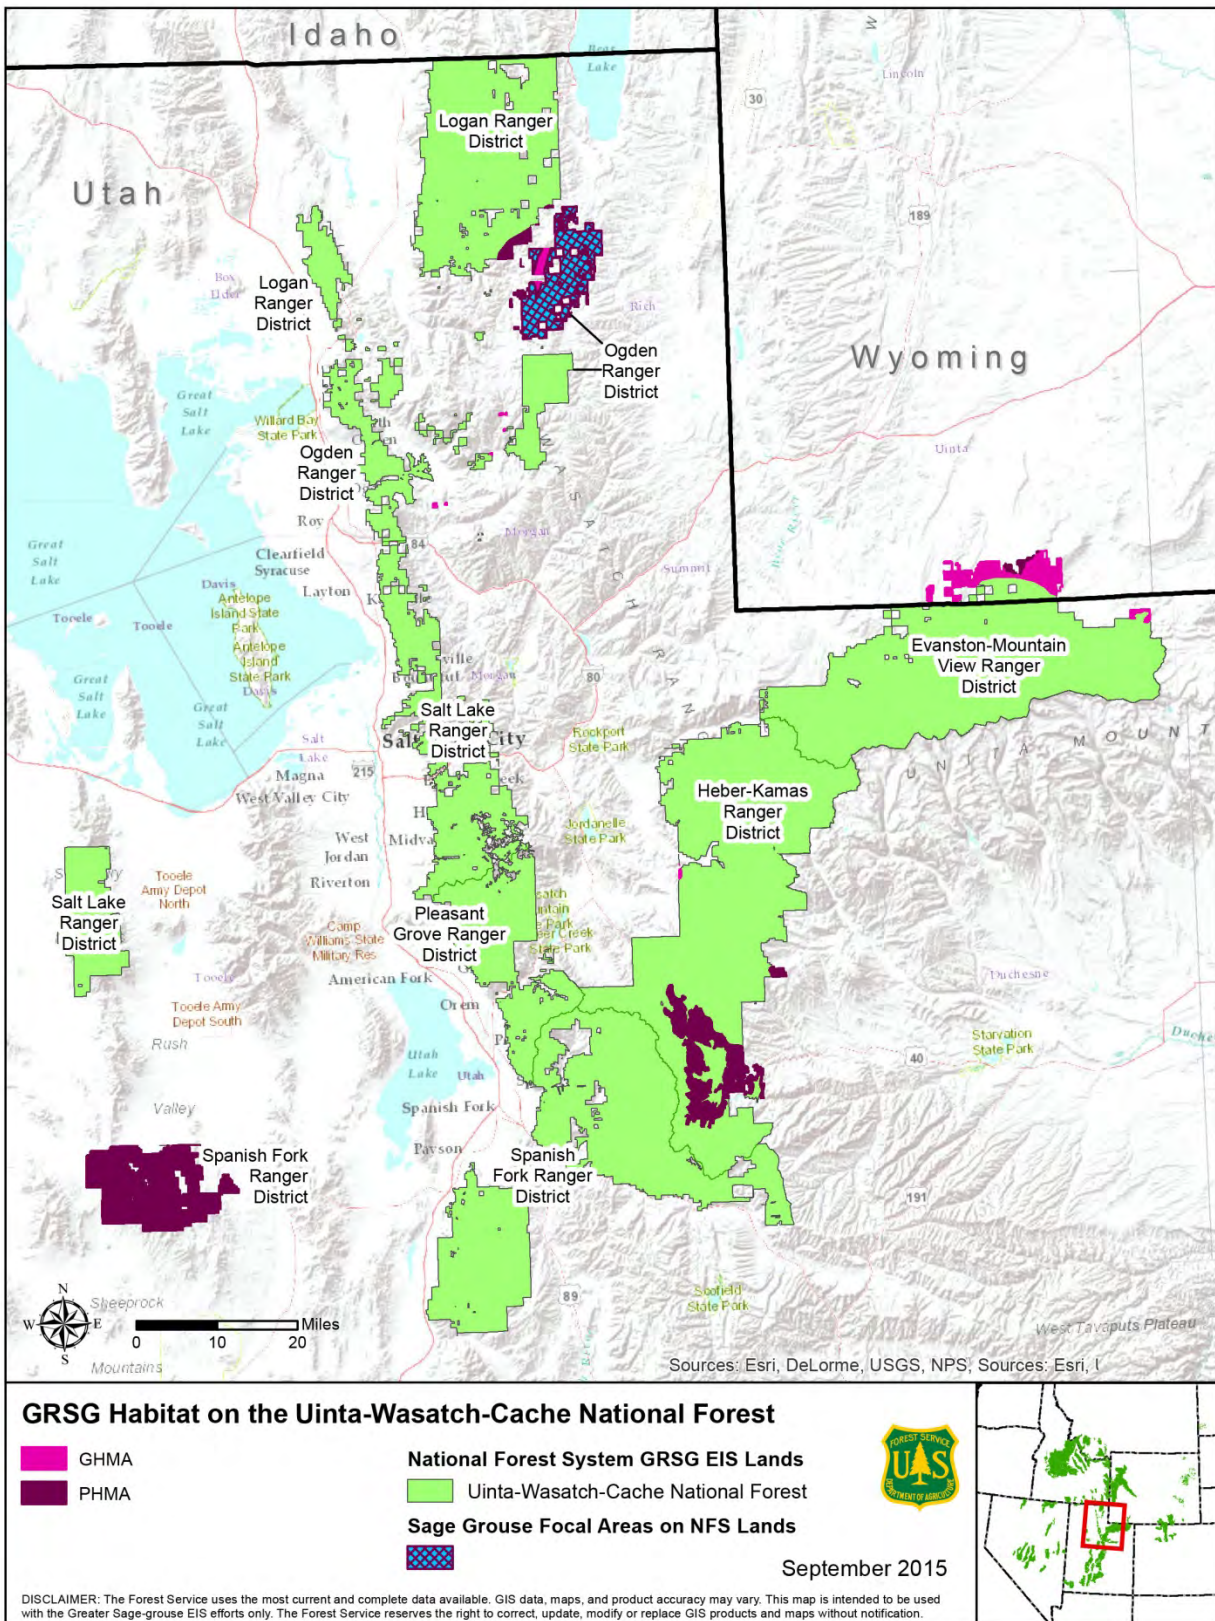 Idaho
Bear
Lake
Lincoln
30
Logan Ranger
District
Utah
189
Logan
Ranger
District
Box
Elder
Rich
Ogden
Ranger
District
Wyoming
Great
Salt
Lake
Willard Bay
State Park
Ogden
Ranger
District
Uinta
Bear River
Roy
84
Morgan
Great
Salt
Lake
Clearfield
Syracuse
Summit
Davis
Layton
Antelope
Island State
Park
Tooele
Tooele
Antelope
Island
State Park
Davis
Evanston-Mountain
View Ranger
District
Great
Salt
Lake
Morgan
80
Great
Salt
Lake
Salt Lake
Ranger
District
WASATCH RAN
Rockport
State Park
UINTA MOUNT
Salt
Lake
City
Magna
215
West Valley City
Heber-Kamas
Ranger
District
West
Jordan
Midva
Jordanelle
State Park
Riverton
Tooele
Army Depot
North
Salt Lake
Ranger
District
Pleasant
Grove Ranger
District
Camp
Williams State
Military Res
American Fork
Tooele
Duchesne
Orem
Tooele Army
Depot South
Rush
Starvation
State Park
Duche
40
Utah
Lake
Utah
Valley
Spanish Fork
Payson
Spanish Fork
Ranger
District
Spanish
Fork Ranger
District
191
89
Scofield
State Park
N
W E
S
Sheeprock
Miles
0 10 20
West Tavaputs Plateau
Mountains
Sources: Esri, DeLorme, USGS, NPS, Sources: Esri, l
GRSG Habitat on the Uinta-Wasatch-Cache National Forest
GHMA
PHMA
National Forest System GRSG EIS Lands
Uinta-Wasatch-Cache National Forest
Sage Grouse Focal Areas on NFS Lands
FOREST SERVICE
U S
DEPARTMENT OF AGRICULTURE
September 2015
DISCLAIMER: The Forest Service uses the most current and complete data available. GIS data, maps, and product accuracy may vary. This map is intended to be used
with the Greater Sage-grouse EIS efforts only. The Forest Service reserves the right to correct, update, modify or replace GIS products and maps without notification.